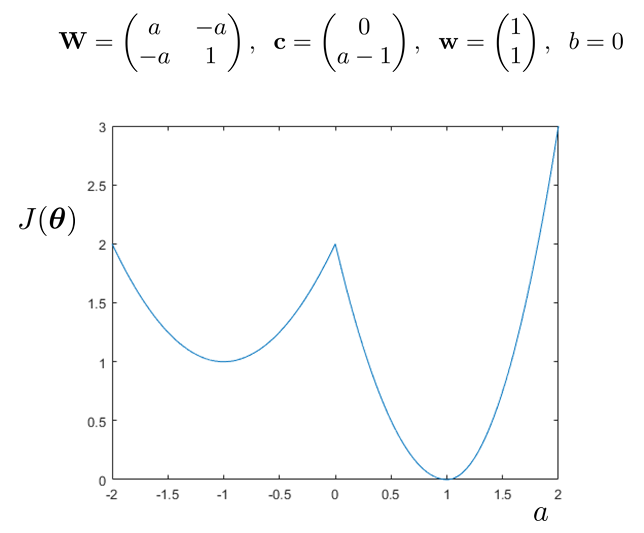 W = ( a −a −a 1 ), c = ( 0 a − 1 ), w = ( 1 1 ), b = 0
3
2.5
J(θ)
2
1.5
1
0.5
0
-2 -1.5 -1 -0.5 0 0.5 1 1.5 2
a